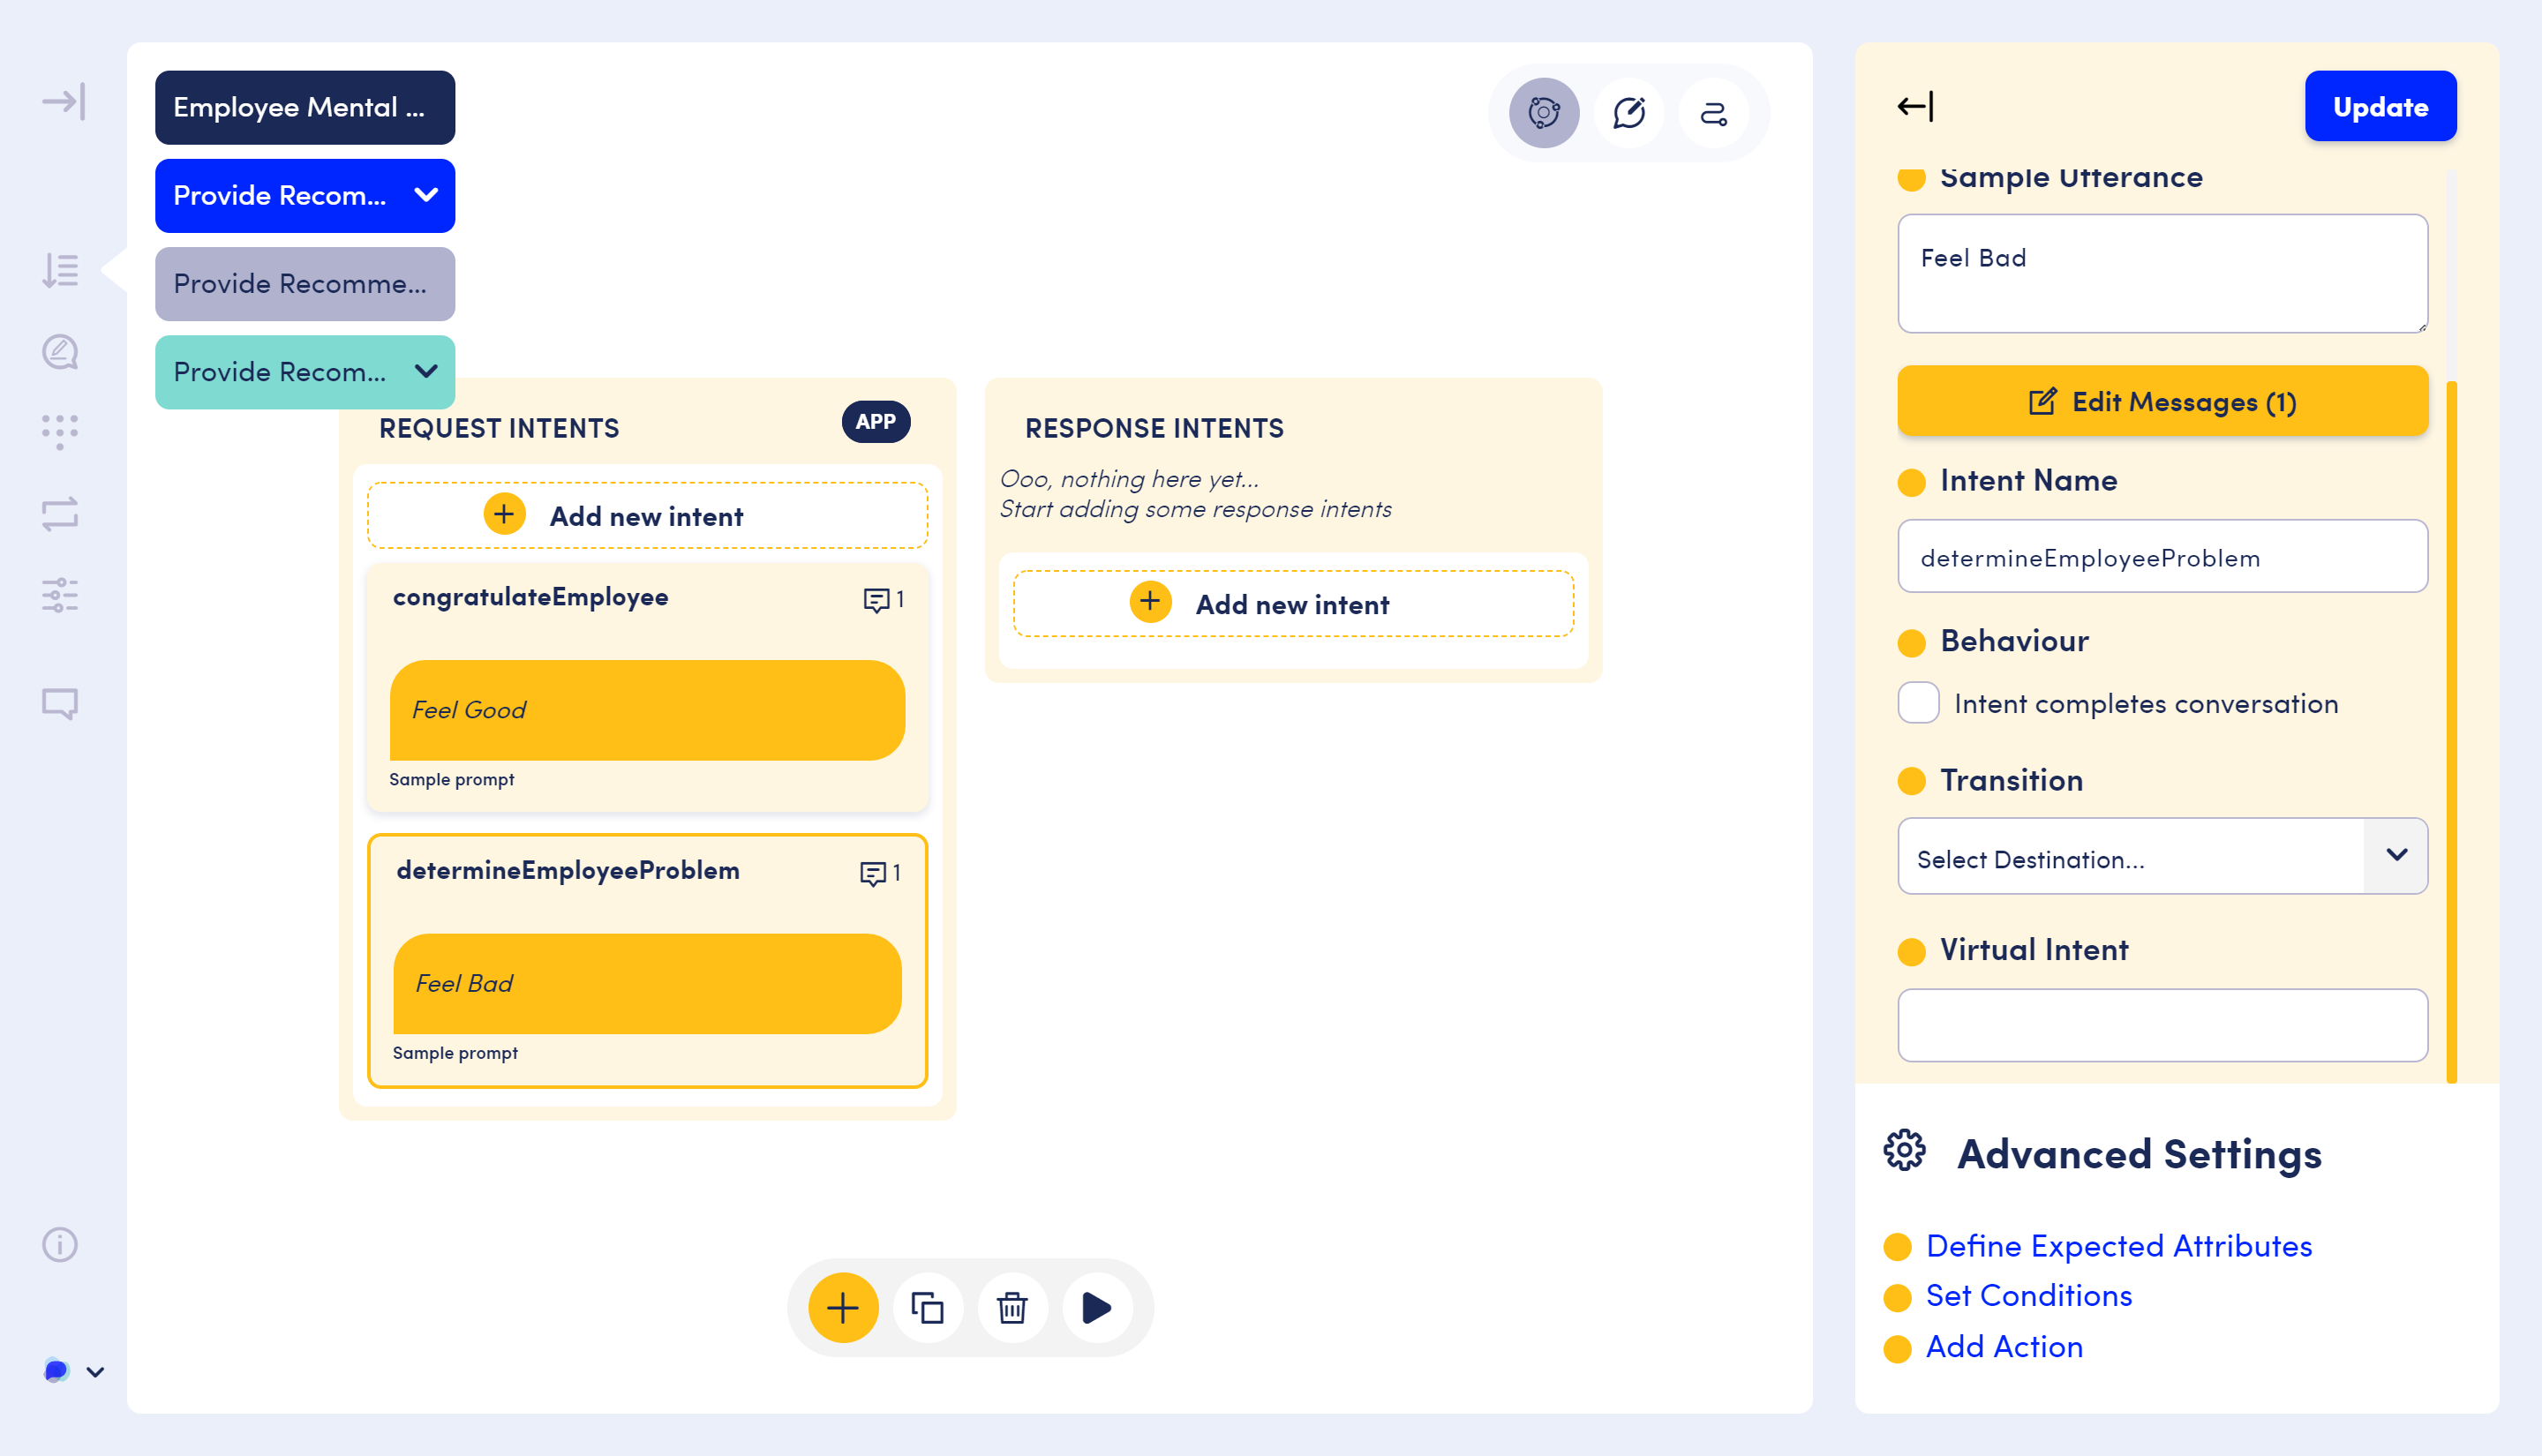 Employee Mental ...
Provide Recom...
Provide Recomme...
Provide Recom...
REQUEST INTENTS
APP
Add new intent
congratulateEmployee
1
Feel Good
Sample prompt
determineEmployeeProblem
1
Feel Bad
Sample prompt
RESPONSE INTENTS
Ooo, nothing here yet...
Start adding some response intents
Add new intent
Update
Sample Utterance
Feel Bad
Edit Messages (1)
Intent Name
determineEmployeeProblem
Behaviour
Intent completes conversation
Transition
Select Destination...
Virtual Intent
Advanced Settings
Define Expected Attributes
Set Conditions
Add Action